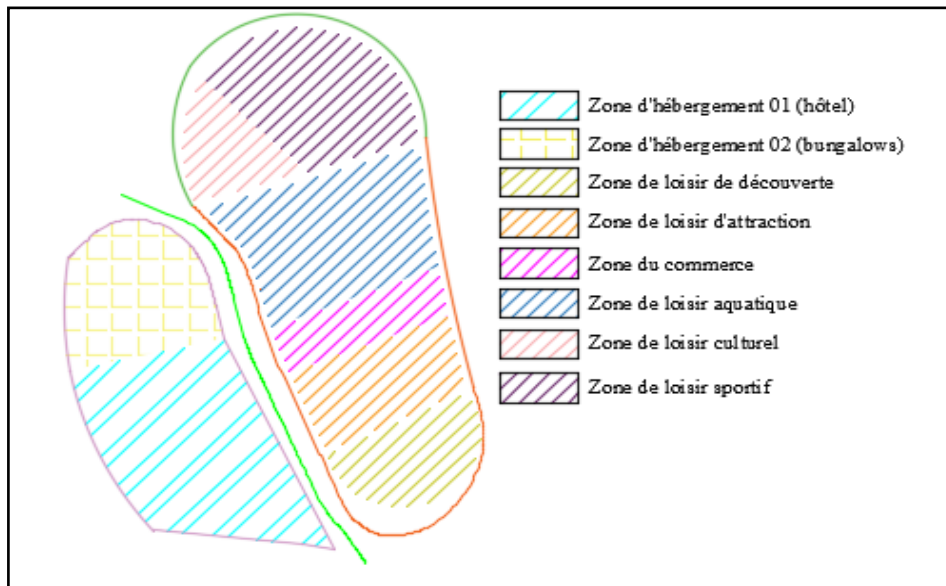 Zone d'hébergement 01 (hôtel)
Zone d'hébergement 02 (bungalows)
Zone de loisir de découverte
Zone de loisir d'attraction
Zone du commerce
Zone de loisir aquatique
Zone de loisir culturel
Zone de loisir sportif